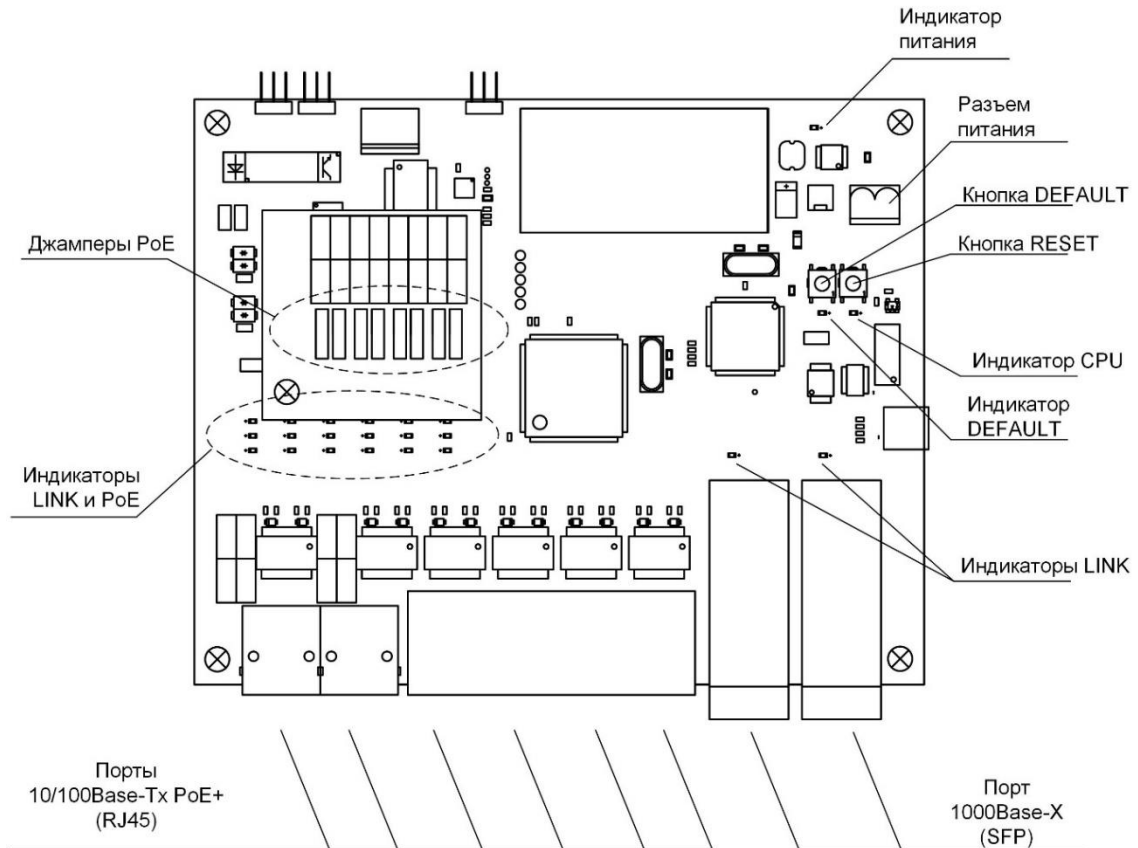 Индикатор
питания
Разъем
питания
Кнопка DEFAULT
Джамперы PoE
Кнопка RESET
Индикатор CPU
Индикатор
DEFAULT
Индикаторы
LINK и PoE
Индикаторы LINK
Порты
10/100Base-Tx PoE+
(RJ45)
Порт
1000Base-X
(SFP)